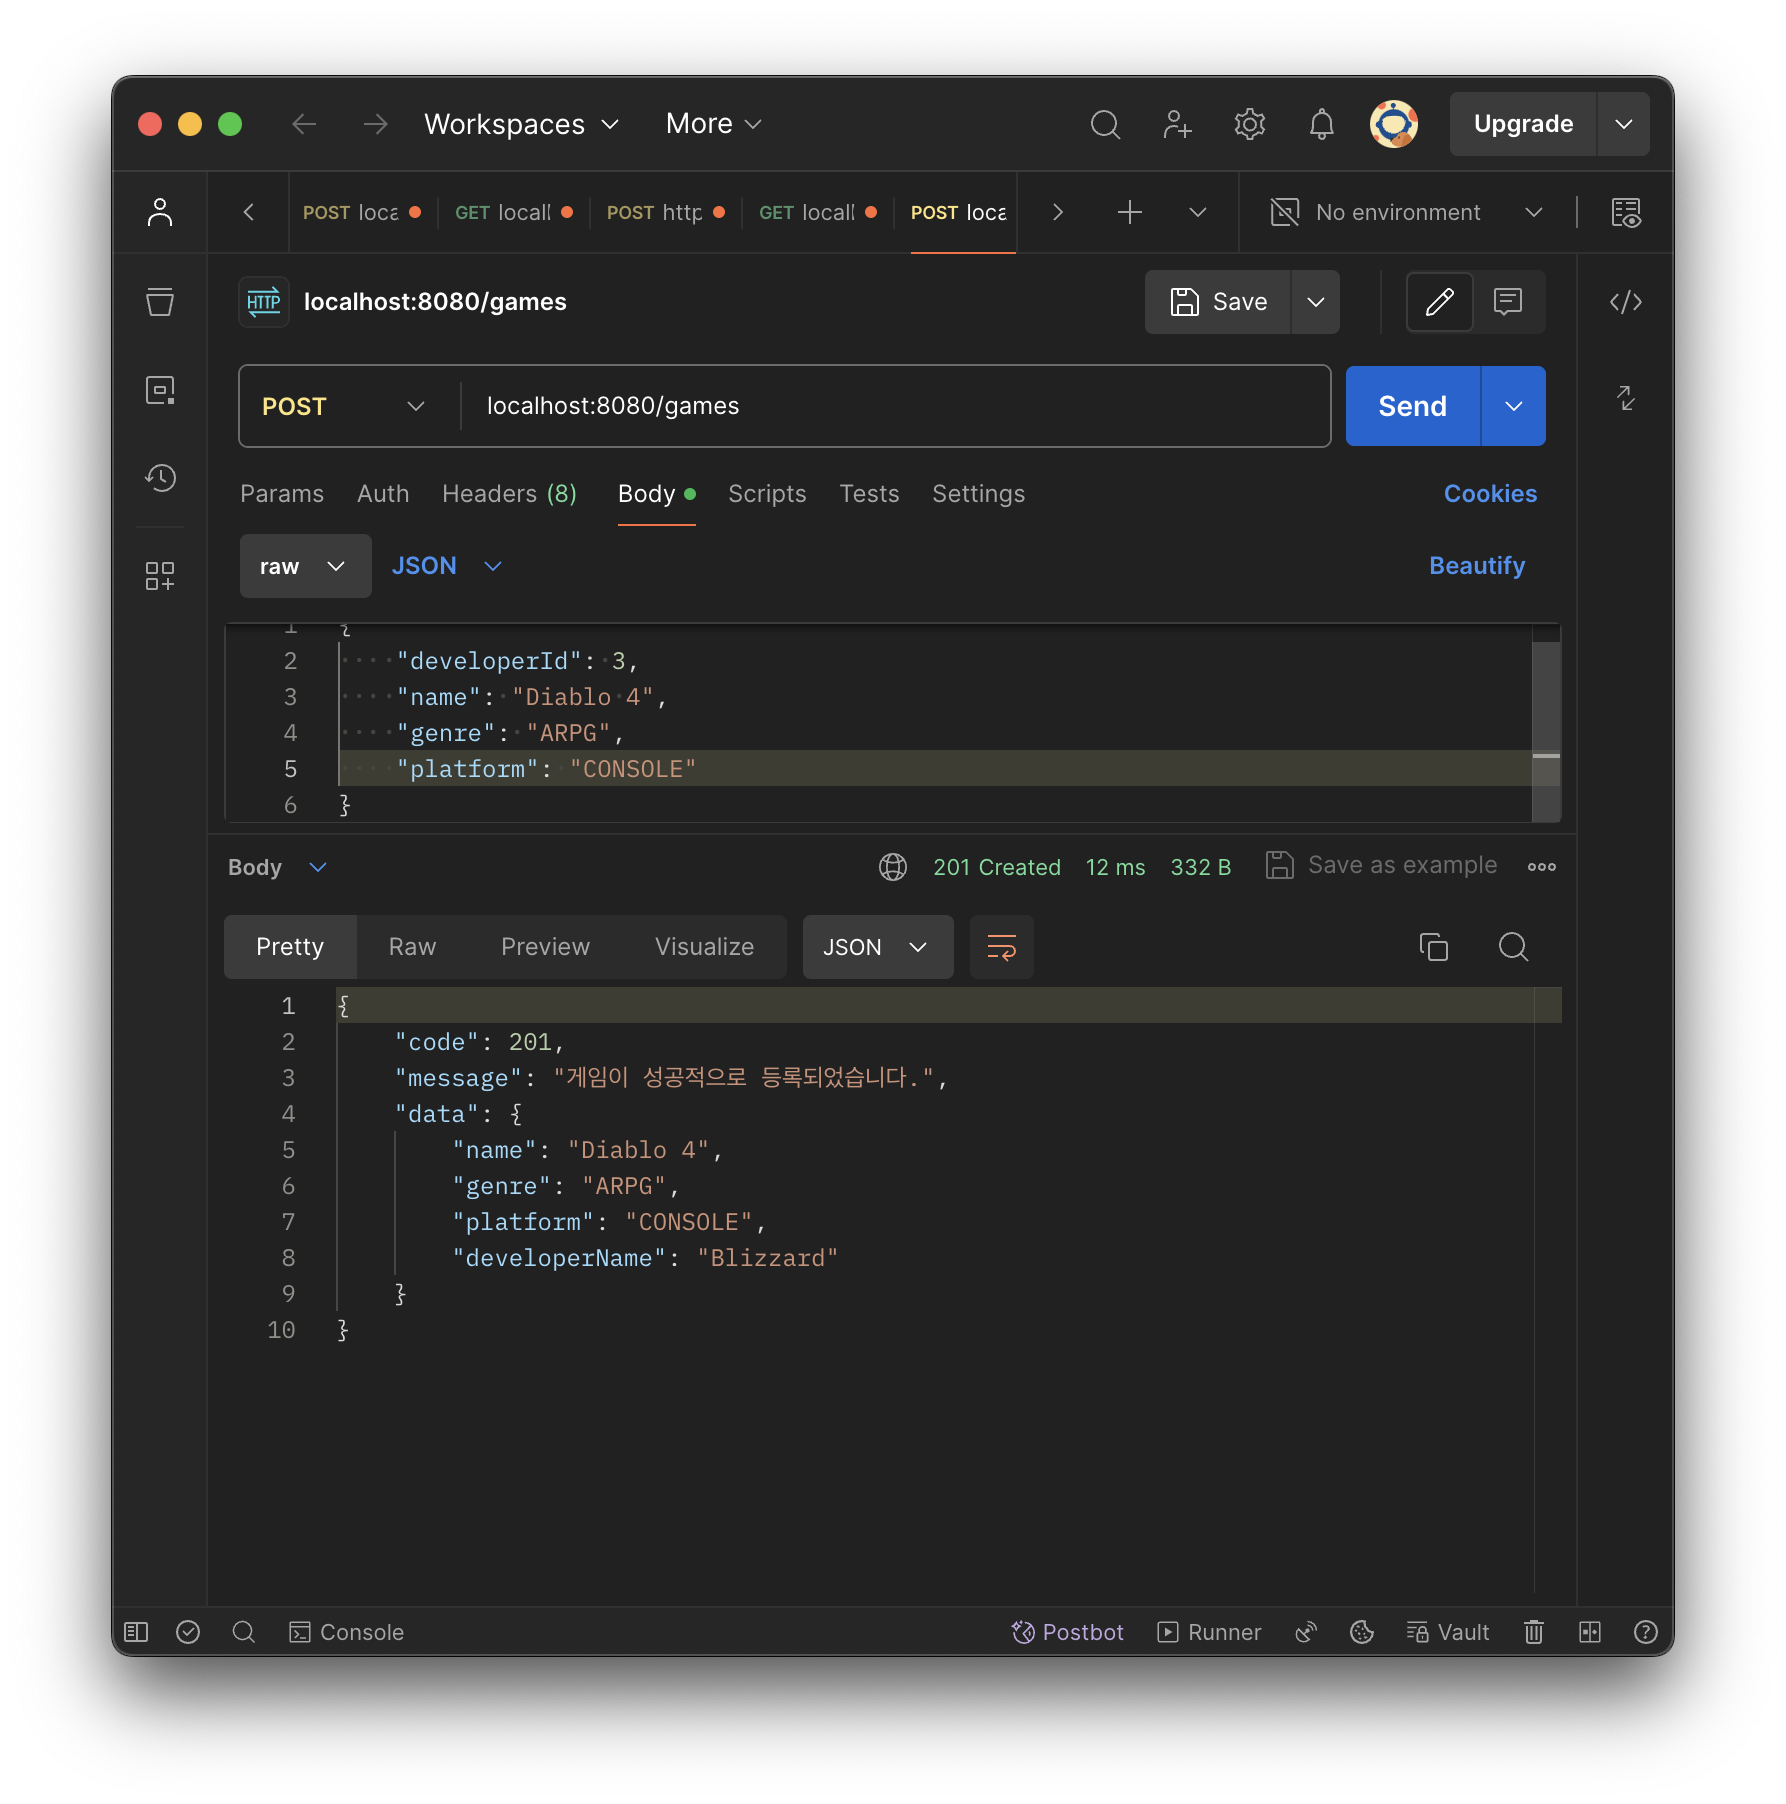 Workspaces More Upgrade
POST loca GET locall POST http GET locall POST loca No environment
HTTP localhost:8080/games Save
POST localhost:8080/games Send
Params Auth Headers (8) Body Scripts Tests Settings Cookies
raw JSON Beautify
1 {
2 "developerId": 3,
3 "name": "Diablo 4",
4 "genre": "ARPG",
5 "platform": "CONSOLE"
6 }
Body 201 Created 12 ms 332 B Save as example
Pretty Raw Preview Visualize JSON
1 {
2 "code": 201,
3 "message": "게임이 성공적으로 등록되었습니다.",
4 "data": {
5 "name": "Diablo 4",
6 "genre": "ARPG",
7 "platform": "CONSOLE",
8 "developerName": "Blizzard"
9 }
10 }
Console Postbot Runner Vault